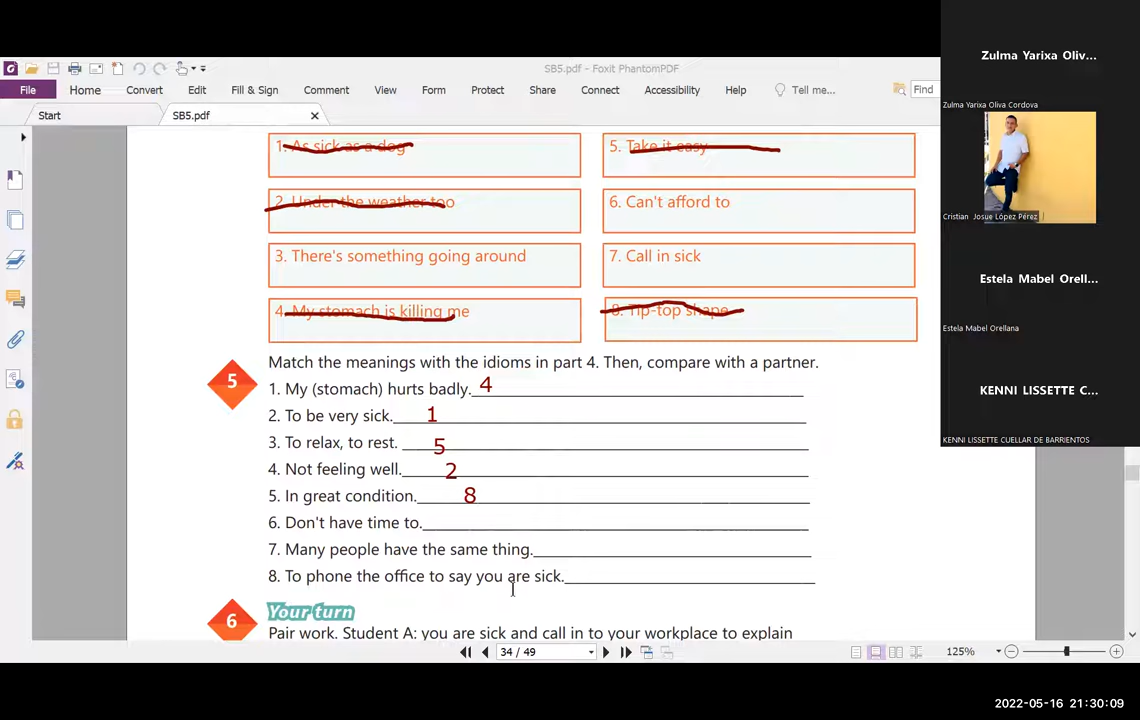 Zulma Yarixa Oliv...
Zulma Yarixa Oliva Cordova
SB5.pdf - Foxit PhantomPDF
File Home Convert Edit Fill & Sign Comment View Form Protect Share Connect Accessibility Help Tell me... Find
Start SB5.pdf
1. As sick as a dog
5. Take it easy
2. Under the weather too
6. Can't afford to
Cristian Josue López Pérez
3. There's something going around
7. Call in sick
Estela Mabel Orell...
4. My stomach is killing me
8. Tip-top shape
Estela Mabel Orellana
5
Match the meanings with the idioms in part 4. Then, compare with a partner.
1. My (stomach) hurts badly. 4
KENNI LISSETTE C...
2. To be very sick. 1
KENNI LISSETTE CUELLAR DE BARRIENTOS
3. To relax, to rest. 5
4. Not feeling well. 2
5. In great condition. 8
6. Don't have time to.
7. Many people have the same thing.
8. To phone the office to say you are sick.
6
Your turn
Pair work. Student A: you are sick and call in to your workplace to explain
34 / 49
125%
2022-05-16 21:30:09